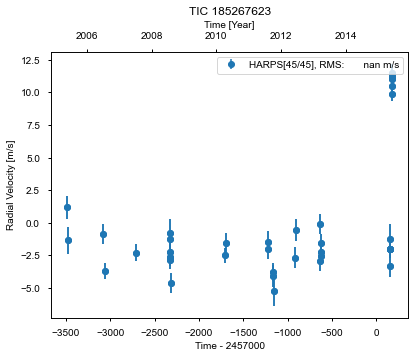 TIC 185267623
Time [Year]
2006 2008 2010 2012 2014
HARPS[45/45], RMS: nan m/s
12.5
10.0
7.5
5.0
2.5
0.0
−2.5
−5.0
Radial Velocity [m/s]
−3500 −3000 −2500 −2000 −1500 −1000 −500 0
Time - 2457000